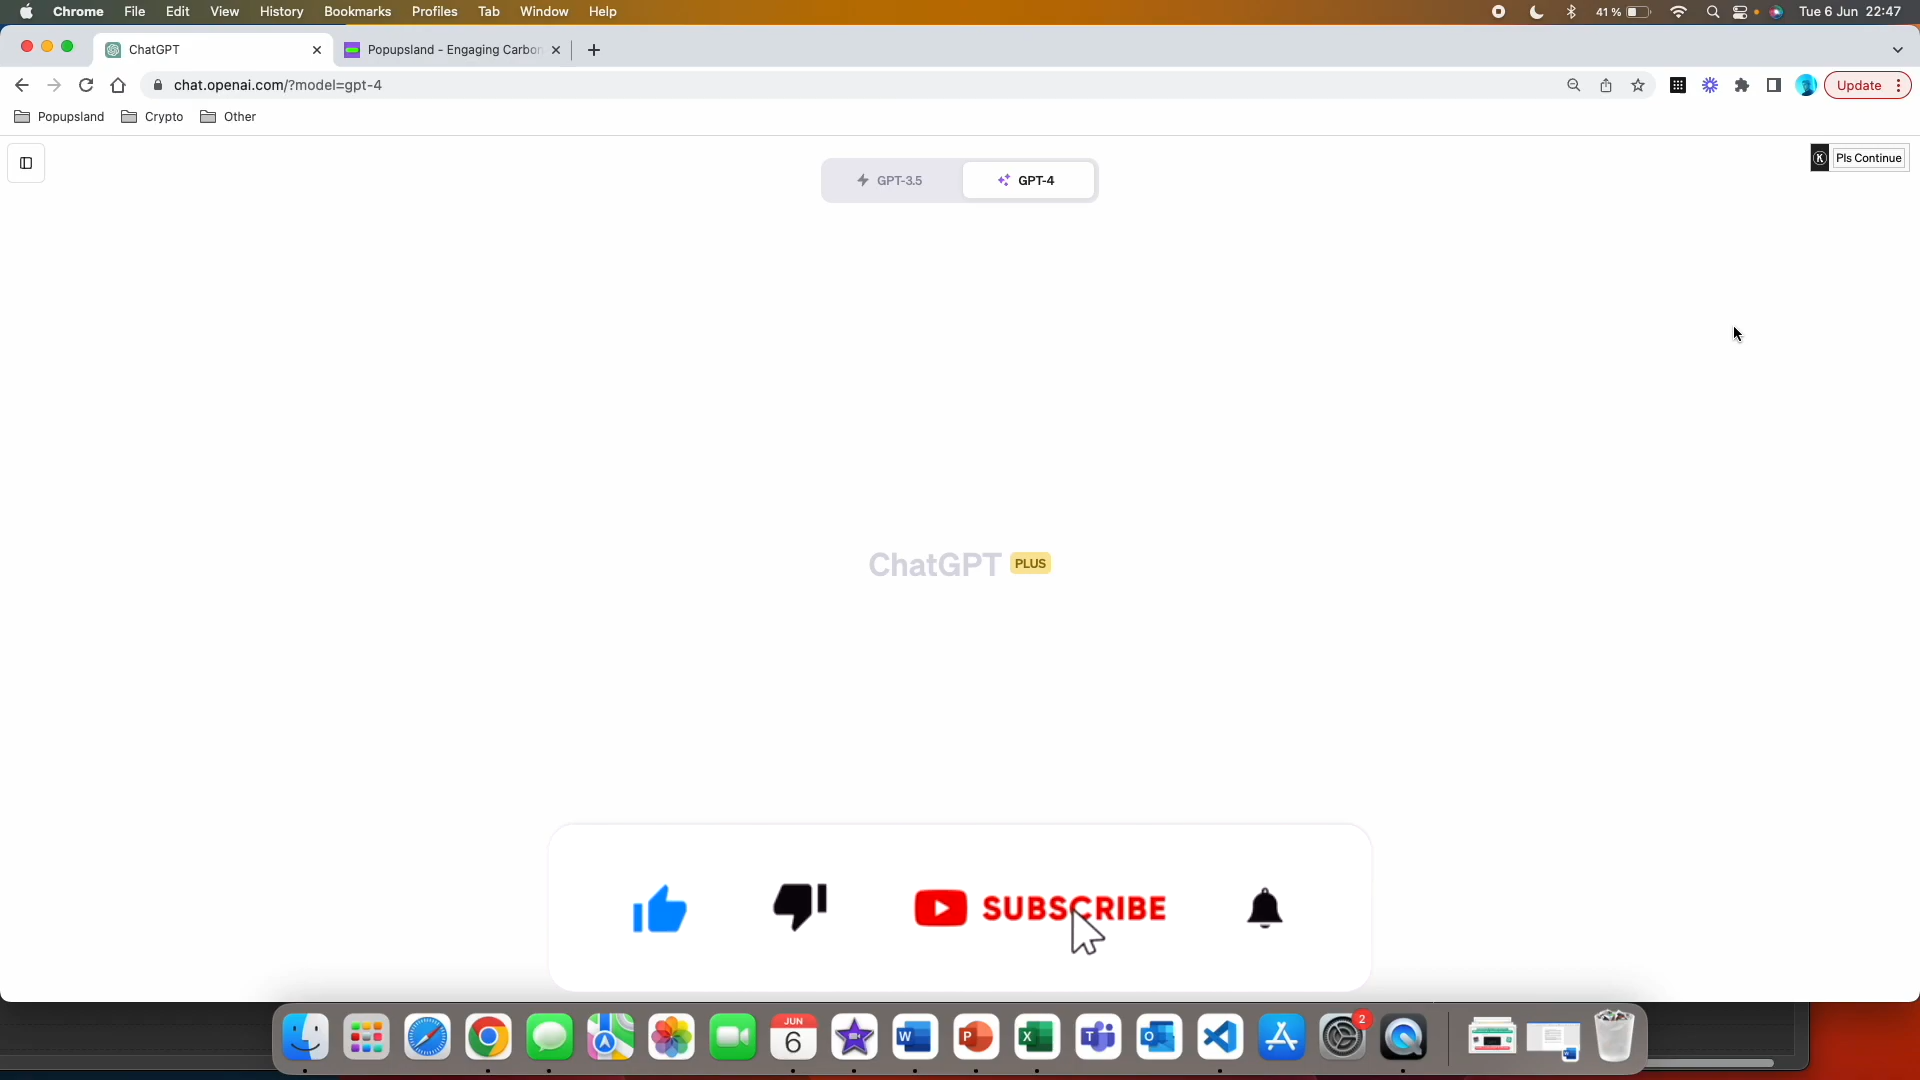 Chrome File Edit View History Bookmarks Profiles Tab Window Help 41 % Tue 6 Jun 22:47
ChatGPT Popupsland - Engaging Carbon
chat.openai.com/?model=gpt-4 Update
Popupsland Crypto Other
K Pls Continue
GPT-3.5 GPT-4
ChatGPT PLUS
SUBSCRIBE
JUN 2
6 W P X T O